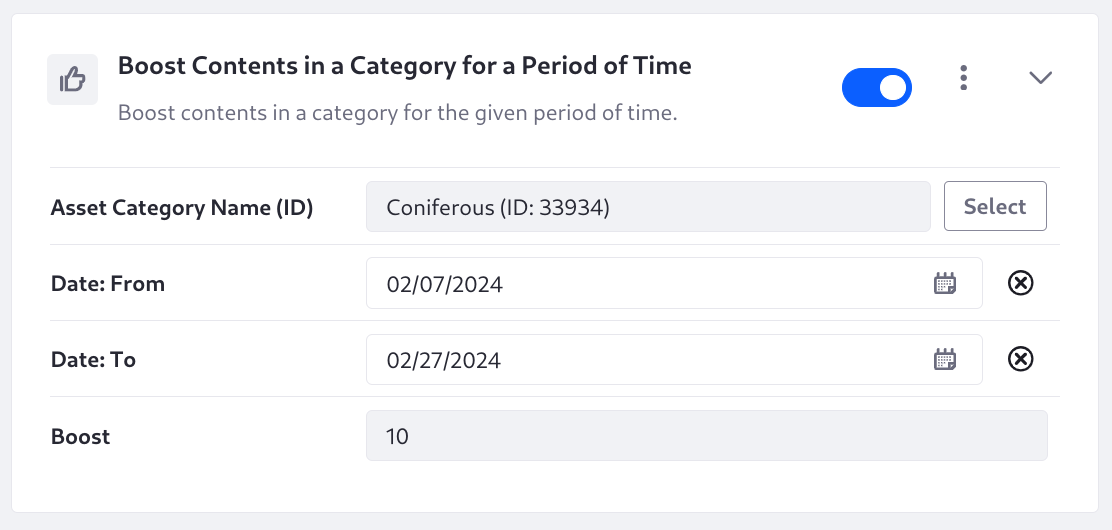 Boost Contents in a Category for a Period of Time
Boost contents in a category for the given period of time.
Asset Category Name (ID)
Coniferous (ID: 33934)
Select
Date: From
02/07/2024
Date: To
02/27/2024
Boost
10